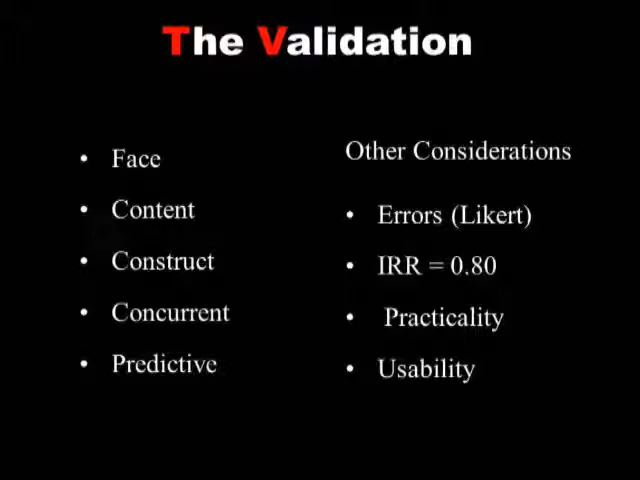 The Validation
• Face
• Content
• Construct
• Concurrent
• Predictive
Other Considerations
• Errors (Likert)
• IRR = 0.80
• Practicality
• Usability